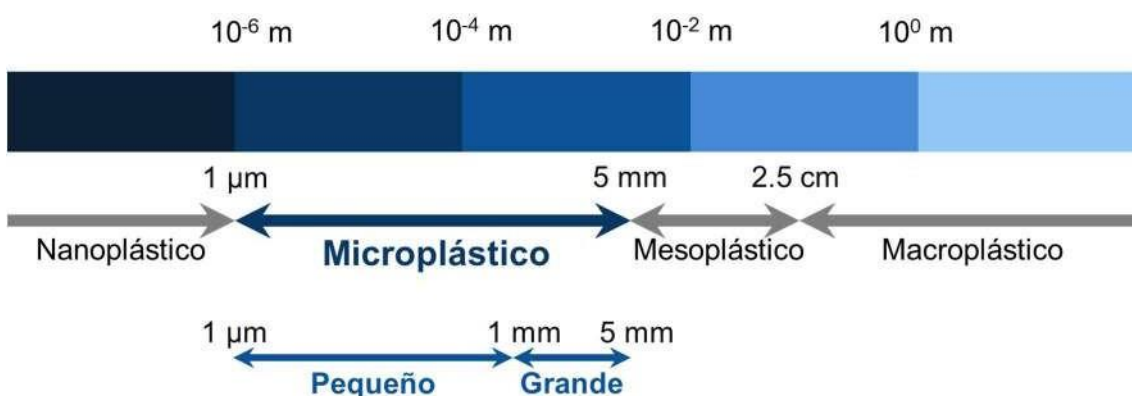 10⁻⁶ m 10⁻⁴ m 10⁻² m 10⁰ m
1 µm 5 mm 2.5 cm
Nanoplástico Microplástico Mesoplástico Macroplástico
1 µm 1 mm 5 mm
Pequeño Grande